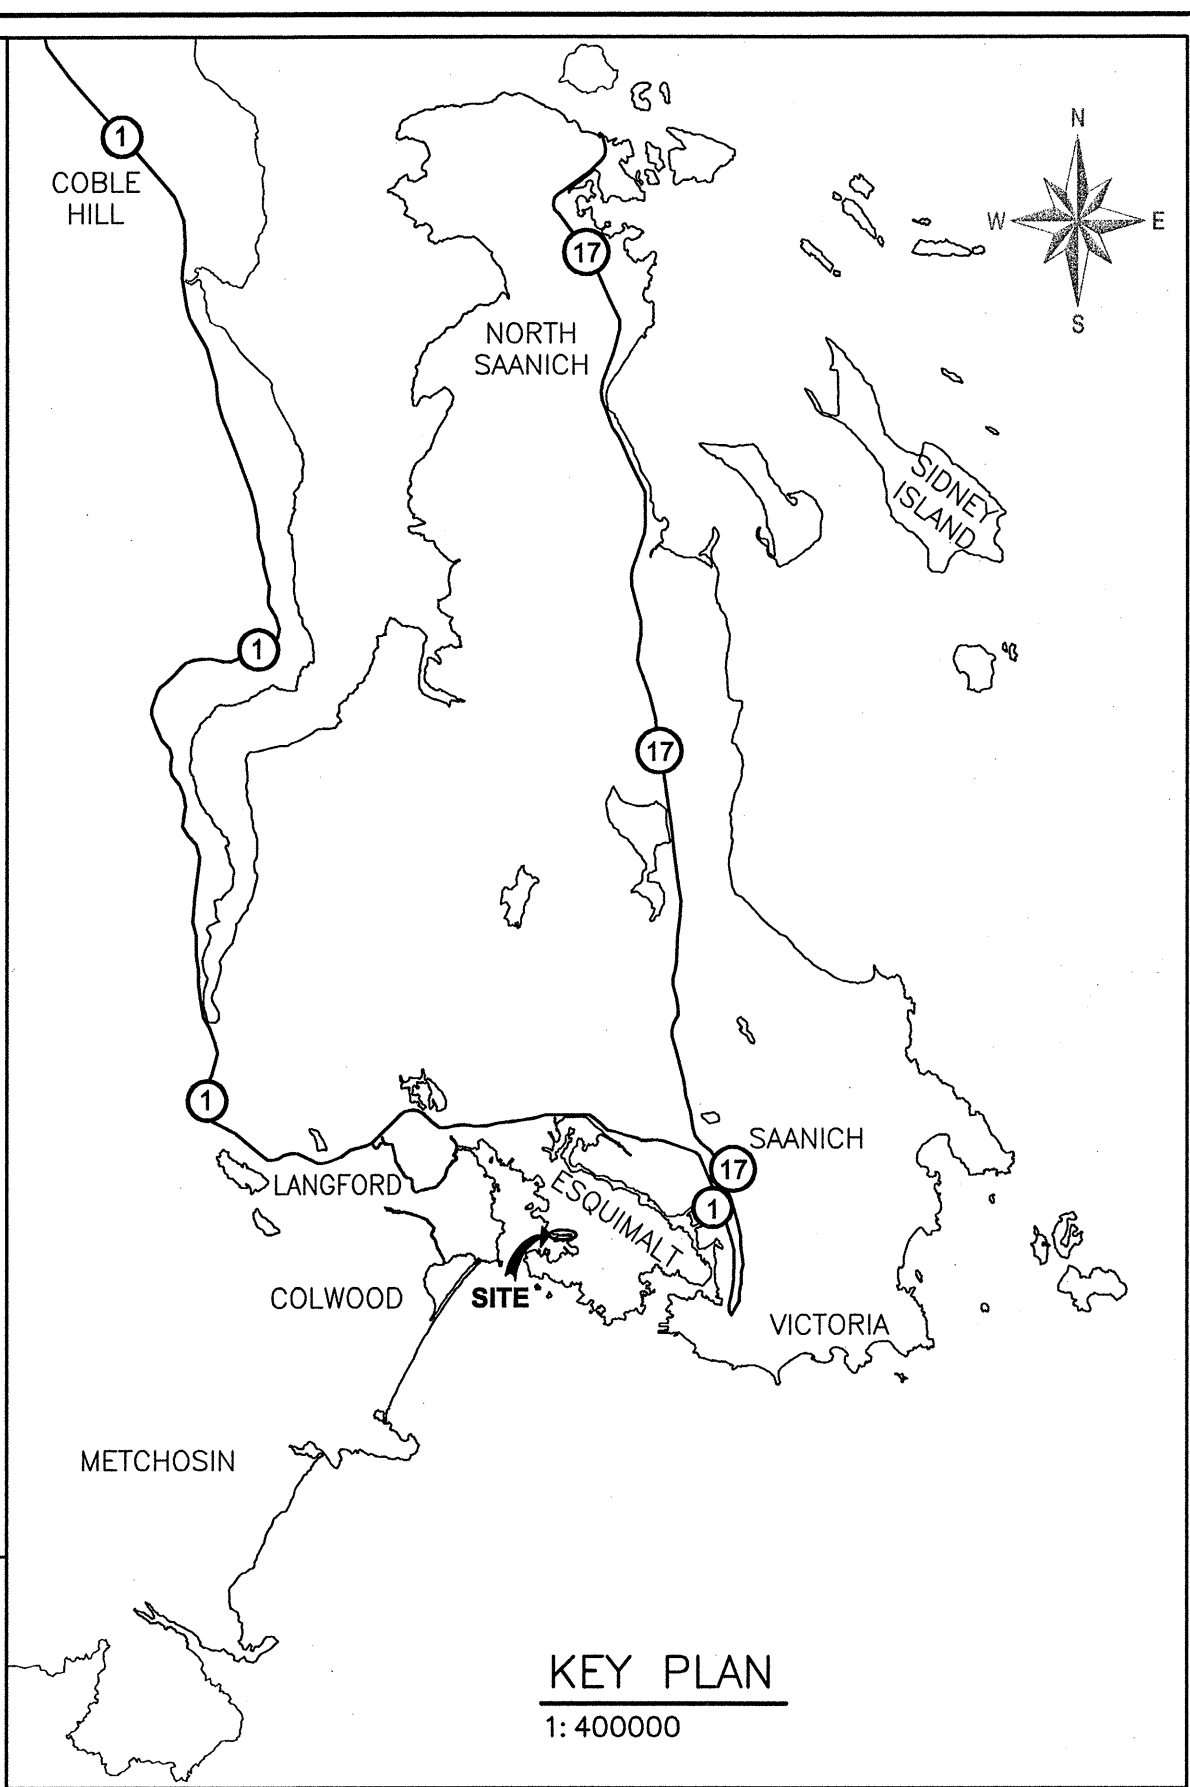 1
COBLE
HILL
N
W
E
S
17
NORTH
SAANICH
SIDNEY
ISLAND
1
17
1
SAANICH
17
LANGFORD
ESQUIMALT
1
COLWOOD
SITE
VICTORIA
METCHOSIN
KEY PLAN
1: 400000